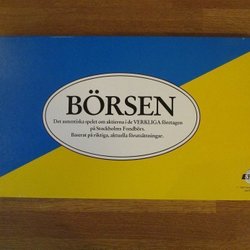 BÖRSEN
Det autentiska spelet om aktierna i de VERKLIGA företagen
på Stockholms Fondbörs.
Baserat på riktiga, aktuella förutsättningar.